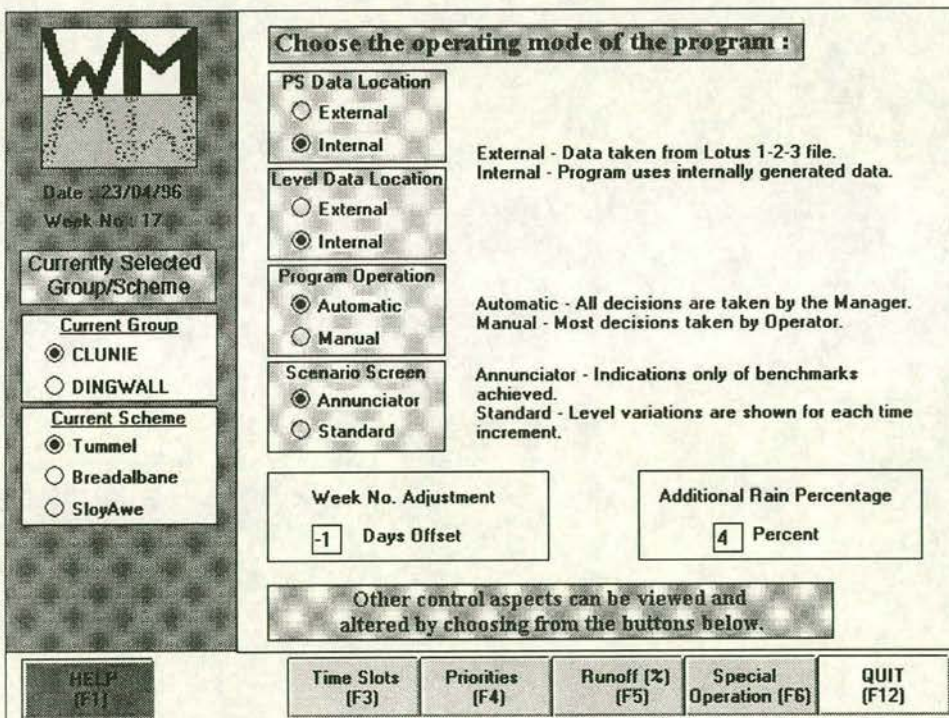 WM
Date : 23/04/96
Week No : 17
Currently Selected
Group/Scheme
Current Group
CLUNIE
DINGWALL
Current Scheme
Tummel
Breadalbane
SloyAwe
Choose the operating mode of the program :
PS Data Location
External
Internal
External - Data taken from Lotus 1-2-3 file.
Internal - Program uses internally generated data.
Level Data Location
External
Internal
Program Operation
Automatic
Manual
Automatic - All decisions are taken by the Manager.
Manual - Most decisions taken by Operator.
Scenario Screen
Annunciator
Standard
Annunciator - Indications only of benchmarks
achieved.
Standard - Level variations are shown for each time
increment.
Week No. Adjustment
-1 Days Offset
Additional Rain Percentage
4 Percent
Other control aspects can be viewed and
altered by choosing from the buttons below.
HELP
(F1)
Time Slots
(F3)
Priorities
(F4)
Runoff (%)
(F5)
Special
Operation (F6)
QUIT
(F12)